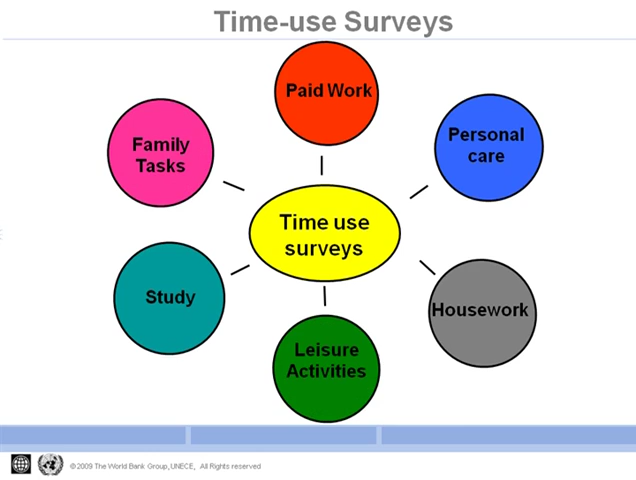 Time-use Surveys
Paid Work
Family
Tasks
Personal
care
Time use
surveys
Study
Housework
Leisure
Activities
© 2009 The World Bank Group, UNECE, All Rights reserved